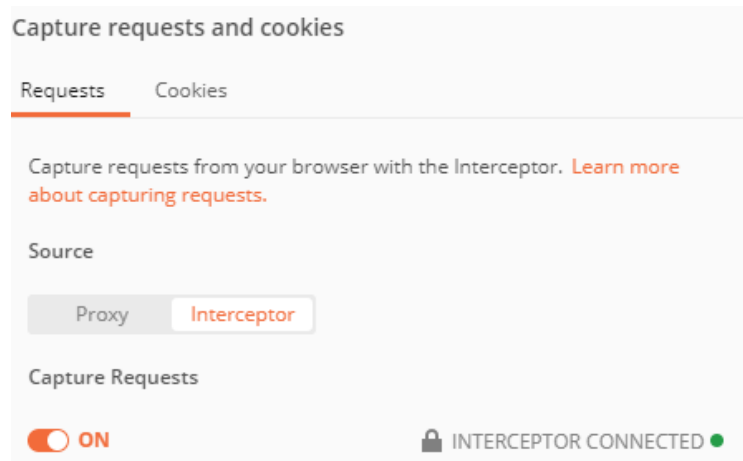 Capture requests and cookies
Requests Cookies
Capture requests from your browser with the Interceptor. Learn more
about capturing requests.
Source
Proxy Interceptor
Capture Requests
ON INTERCEPTOR CONNECTED